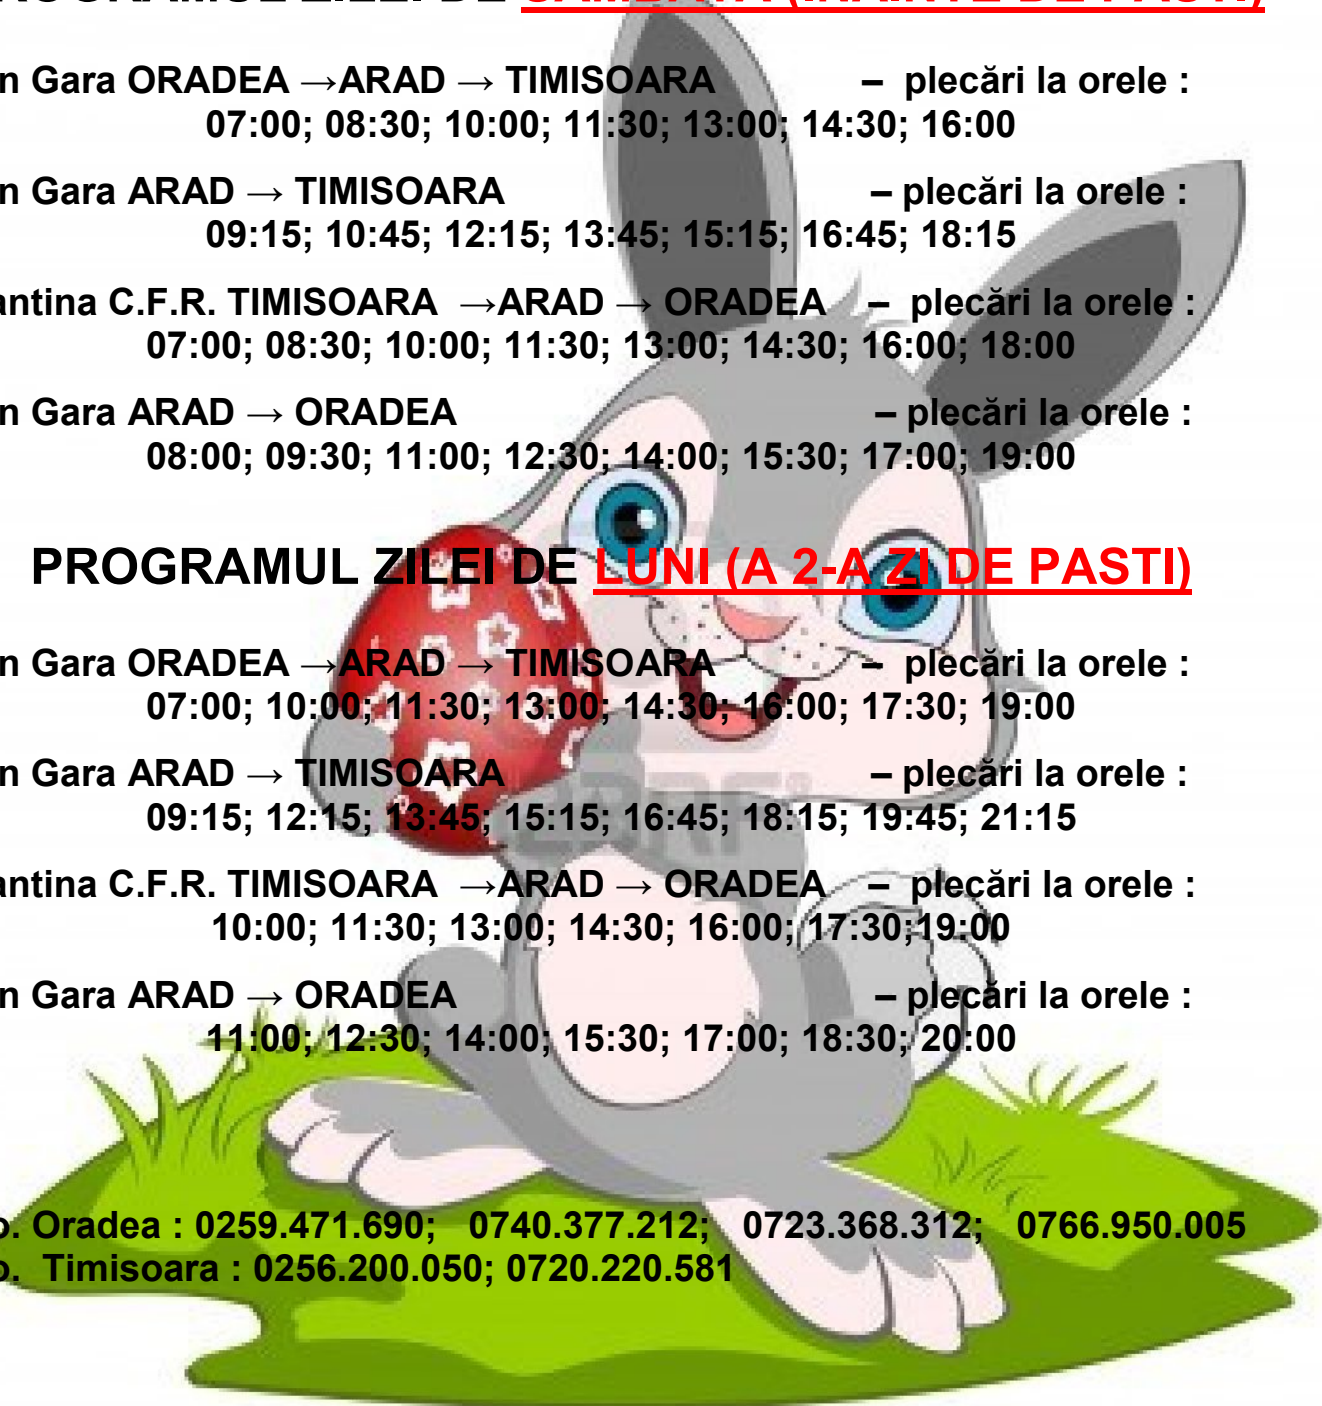 PROGRAMUL ZILEI DE SAMBATA (INAINTE DE PASTI)
n Gara ORADEA →ARAD → TIMISOARA – plecări la orele :
07:00; 08:30; 10:00; 11:30; 13:00; 14:30; 16:00
n Gara ARAD → TIMISOARA – plecări la orele :
09:15; 10:45; 12:15; 13:45; 15:15; 16:45; 18:15
antina C.F.R. TIMISOARA →ARAD → ORADEA – plecări la orele :
07:00; 08:30; 10:00; 11:30; 13:00; 14:30; 16:00; 18:00
n Gara ARAD → ORADEA – plecări la orele :
08:00; 09:30; 11:00; 12:30; 14:00; 15:30; 17:00; 19:00
PROGRAMUL ZILEI DE LUNI (A 2-A ZI DE PASTI)
n Gara ORADEA →ARAD → TIMISOARA – plecări la orele :
07:00; 10:00; 11:30; 13:00; 14:30; 16:00; 17:30; 19:00
n Gara ARAD → TIMISOARA – plecări la orele :
09:15; 12:15; 13:45; 15:15; 16:45; 18:15; 19:45; 21:15
antina C.F.R. TIMISOARA →ARAD → ORADEA – plecări la orele :
10:00; 11:30; 13:00; 14:30; 16:00; 17:30;19:00
n Gara ARAD → ORADEA – plecări la orele :
11:00; 12:30; 14:00; 15:30; 17:00; 18:30; 20:00
o. Oradea : 0259.471.690; 0740.377.212; 0723.368.312; 0766.950.005
o. Timisoara : 0256.200.050; 0720.220.581